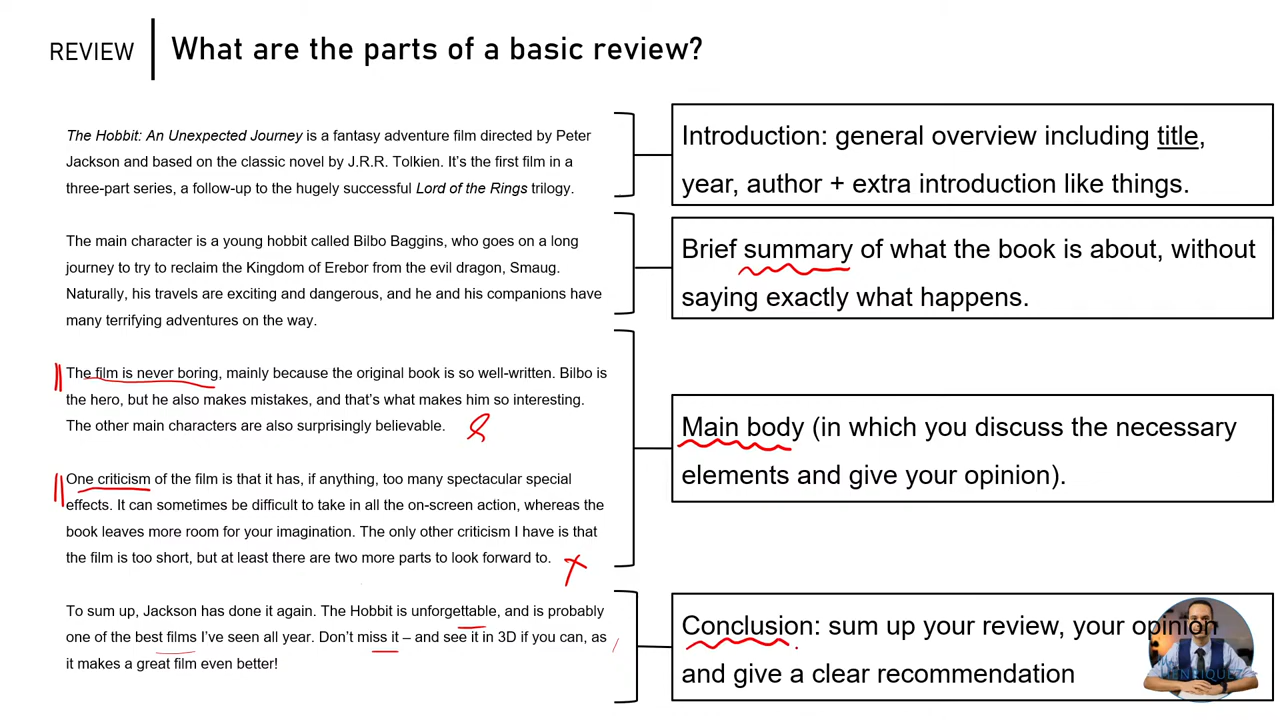 REVIEW
What are the parts of a basic review?
The Hobbit: An Unexpected Journey is a fantasy adventure film directed by Peter
Jackson and based on the classic novel by J.R.R. Tolkien. It's the first film in a
three-part series, a follow-up to the hugely successful Lord of the Rings trilogy.
Introduction: general overview including title,
year, author + extra introduction like things.
The main character is a young hobbit called Bilbo Baggins, who goes on a long
journey to try to reclaim the Kingdom of Erebor from the evil dragon, Smaug.
Naturally, his travels are exciting and dangerous, and he and his companions have
many terrifying adventures on the way.
Brief summary of what the book is about, without
saying exactly what happens.
The film is never boring, mainly because the original book is so well-written. Bilbo is
the hero, but he also makes mistakes, and that's what makes him so interesting.
The other main characters are also surprisingly believable.
One criticism of the film is that it has, if anything, too many spectacular special
effects. It can sometimes be difficult to take in all the on-screen action, whereas the
book leaves more room for your imagination. The only other criticism I have is that
the film is too short, but at least there are two more parts to look forward to.
Main body (in which you discuss the necessary
elements and give your opinion).
To sum up, Jackson has done it again. The Hobbit is unforgettable, and is probably
one of the best films I've seen all year. Don't miss it – and see it in 3D if you can, as
it makes a great film even better!
Conclusion: sum up your review, your opinion
and give a clear recommendation